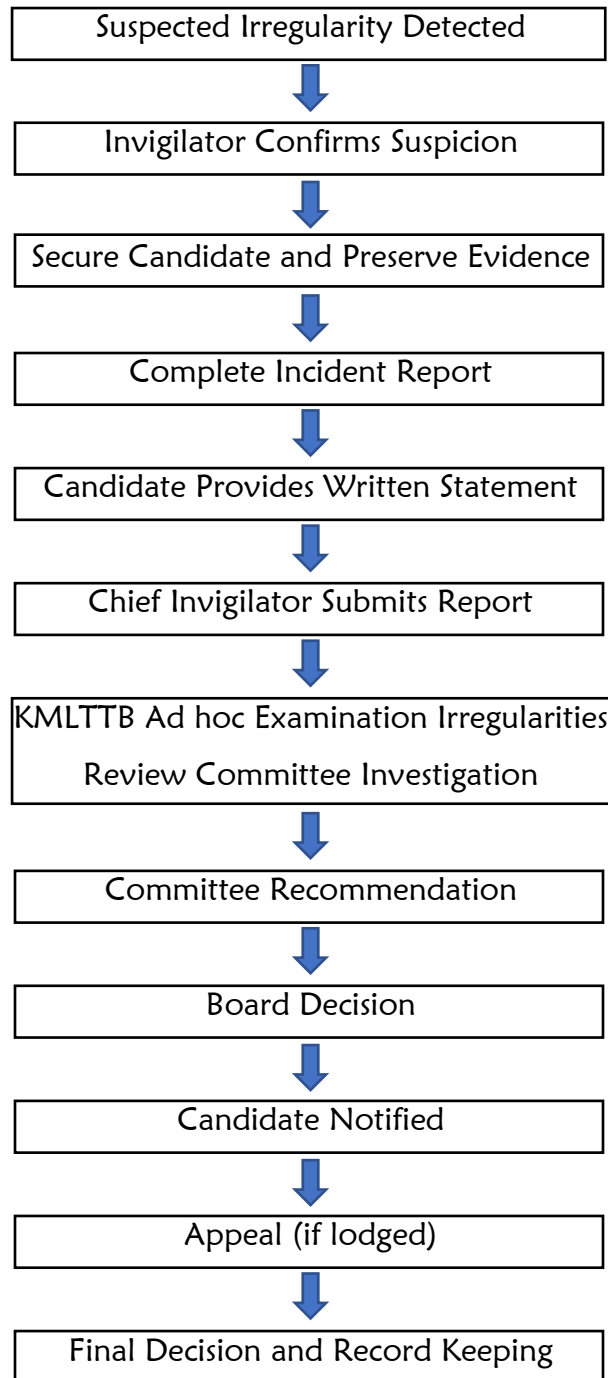 Suspected Irregularity Detected
Invigilator Confirms Suspicion
Secure Candidate and Preserve Evidence
Complete Incident Report
Candidate Provides Written Statement
Chief Invigilator Submits Report
KMLTTB Ad hoc Examination Irregularities
Review Committee Investigation
Committee Recommendation
Board Decision
Candidate Notified
Appeal (if lodged)
Final Decision and Record Keeping